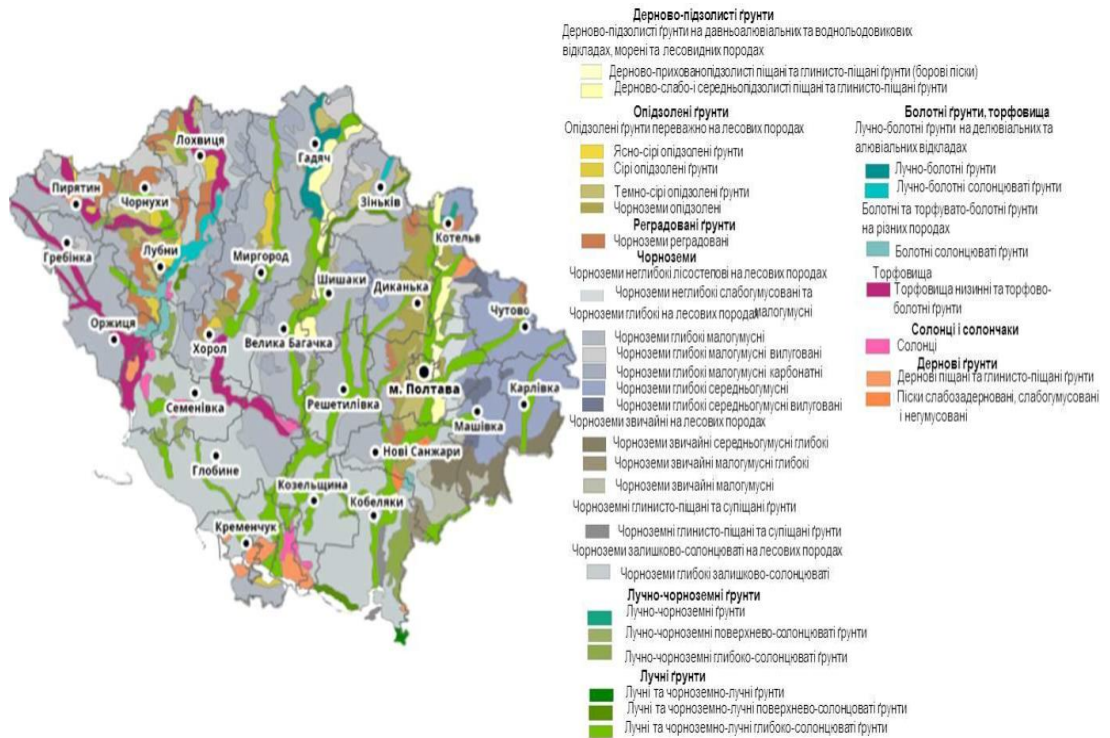 Лохвиця
Гадяч
Пирятин
Чорнухи
Зіньків
Котельв
Гребінка
Лубни
Миргород
Шишаки
Диканька
Чутово
Оржиця
Хорол
Велика Багачка
м. Полтава
Карлівка
Семенівка
Решетилівка
Машівка
Нові Санжари
Глобине
Козельщина
Кобеляки
Кременчук
Дерново-підзолисті ґрунти
Дерново-підзолисті ґрунти на давньоалювіальних та воднольодовикових
відкладах, морені та лесовидних породах
Дерново-прихованопідзолисті піщані та глинисто-піщані ґрунти (борові піски)
Дерново-слабо-і середньопідзолисті піщані та глинисто-піщані ґрунти
Опідзолені ґрунти
Опідзолені ґрунти переважно на лесових породах
Ясно-сірі опідзолені ґрунти
Сірі опідзолені ґрунти
Темно-сірі опідзолені ґрунти
Чорноземи опідзолені
Реградовані ґрунти
Чорноземи реградовані
Чорноземи
Чорноземи неглибокі лісостепові на лесових породах
Чорноземи неглибокі слабогумусовані та
малогумусні
Чорноземи глибокі на лесових породах
Чорноземи глибокі малогумусні
Чорноземи глибокі малогумусні вилуговані
Чорноземи глибокі малогумусні карбонатні
Чорноземи глибокі середньогумусні
Чорноземи глибокі середньогумусні вилуговані
Чорноземи звичайні на лесових породах
Чорноземи звичайні середньогумусні глибокі
Чорноземи звичайні малогумусні глибокі
Чорноземи звичайні малогумусні
Чорноземні глинисто-піщані та супіщані ґрунти
Чорноземні глинисто-піщані та супіщані ґрунти
Чорноземи залишково-солонцюваті на лесових породах
Чорноземи глибокі залишково-солонцюваті
Лучно-чорноземні ґрунти
Лучно-чорноземні ґрунти
Лучно-чорноземні поверхнево-солонцюваті ґрунти
Лучно-чорноземні глибоко-солонцюваті ґрунти
Лучні ґрунти
Лучні та чорноземно-лучні ґрунти
Лучні та чорноземно-лучні поверхнево-солонцоваті ґрунти
Лучні та чорноземно-лучні глибоко-солонцюваті ґрунти
Болотні ґрунти, торфовища
Лучно-болотні ґрунти на делювіальних та
алювіальних відкладах
Лучно-болотні ґрунти
Лучно-болотні солонцюваті ґрунти
Болотні та торфувато-болотні ґрунти
на різних породах
Болотні солонцюваті ґрунти
Торфовища
Торфовища низинні та торфово-
болотні ґрунти
Солонці і солончаки
Солонці
Дернові ґрунти
Дернові піщані та глинисто-піщані ґрунти
Піски слабозадерновані, слабогумусовані
і негумусовані